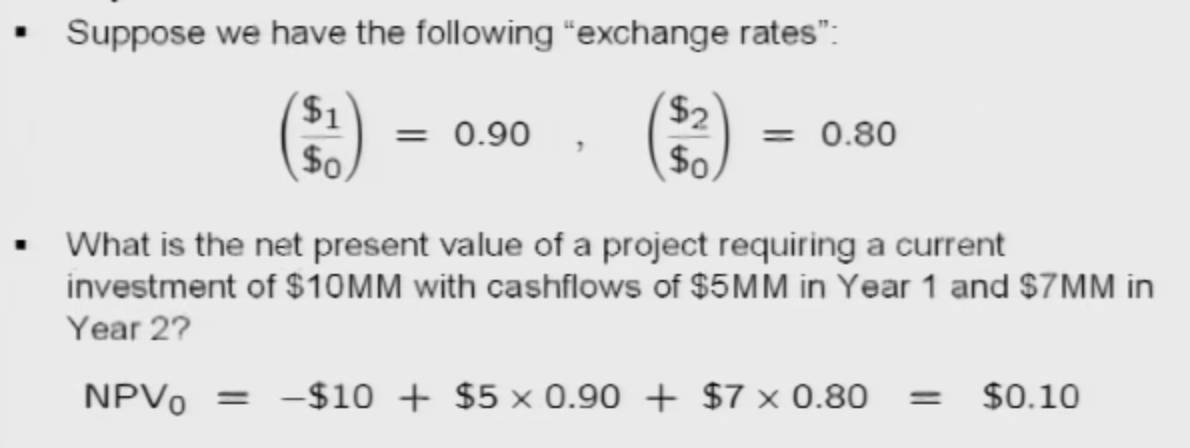 ▪ Suppose we have the following “exchange rates”:
($1/$0) = 0.90 , ($2/$0) = 0.80
▪ What is the net present value of a project requiring a current
investment of $10MM with cashflows of $5MM in Year 1 and $7MM in
Year 2?
NPV₀ = −$10 + $5 × 0.90 + $7 × 0.80 = $0.10